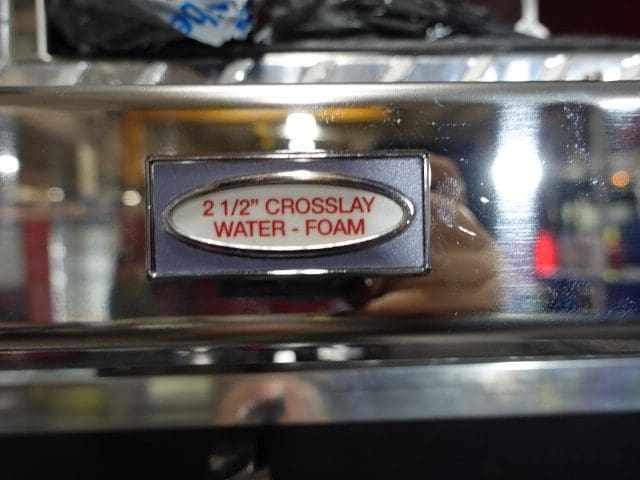 2 1/2" CROSSLAY
WATER - FOAM